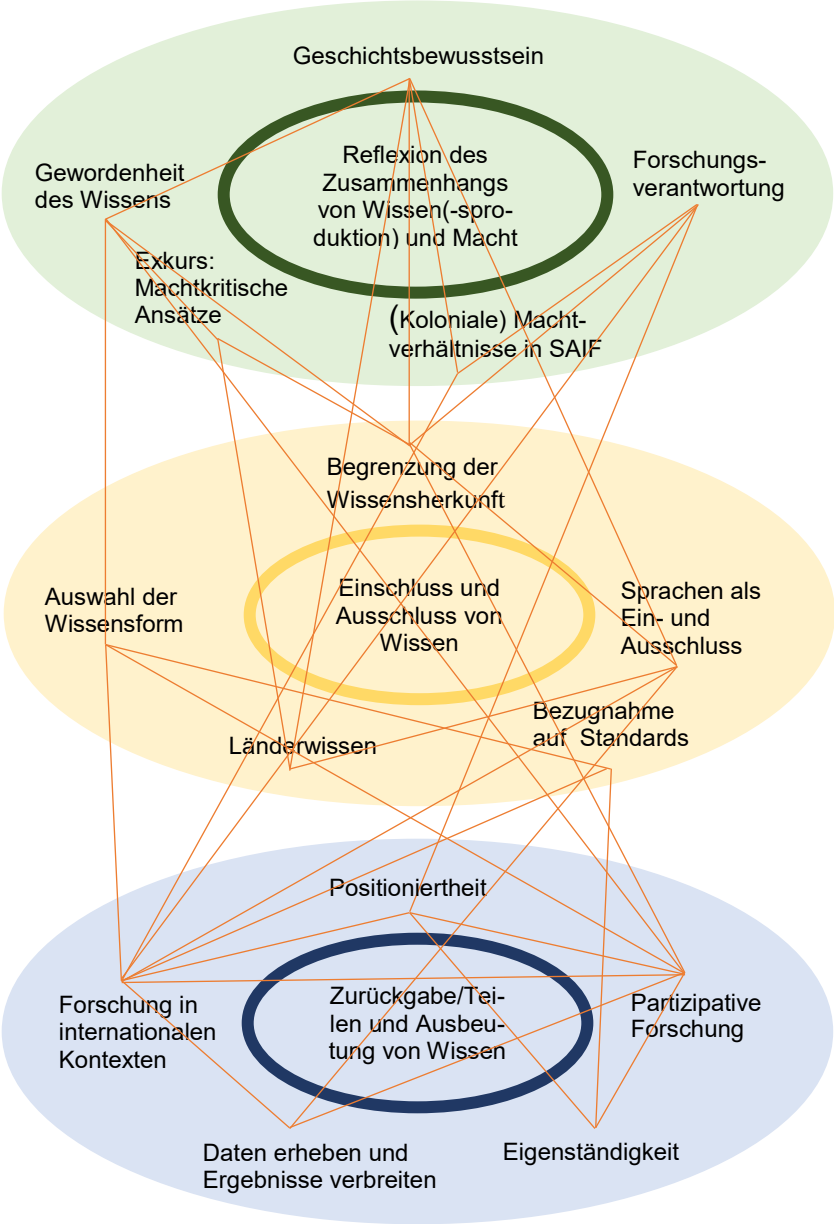 Geschichtsbewusstsein
Gewordenheit
des Wissens
Reflexion des
Zusammenhangs
von Wissen(-spro-
duktion) und Macht
Forschungs-
verantwortung
Exkurs:
Machtkritische
Ansätze
(Koloniale) Macht-
verhältnisse in SAIF
Begrenzung der
Wissensherkunft
Auswahl der
Wissensform
Einschluss und
Ausschluss von
Wissen
Sprachen als
Ein- und
Ausschluss
Länderwissen
Bezugnahme
auf Standards
Positioniertheit
Forschung in
internationalen
Kontexten
Zurückgabe/Tei-
len und Ausbeu-
tung von Wissen
Partizipative
Forschung
Daten erheben und
Ergebnisse verbreiten
Eigenständigkeit